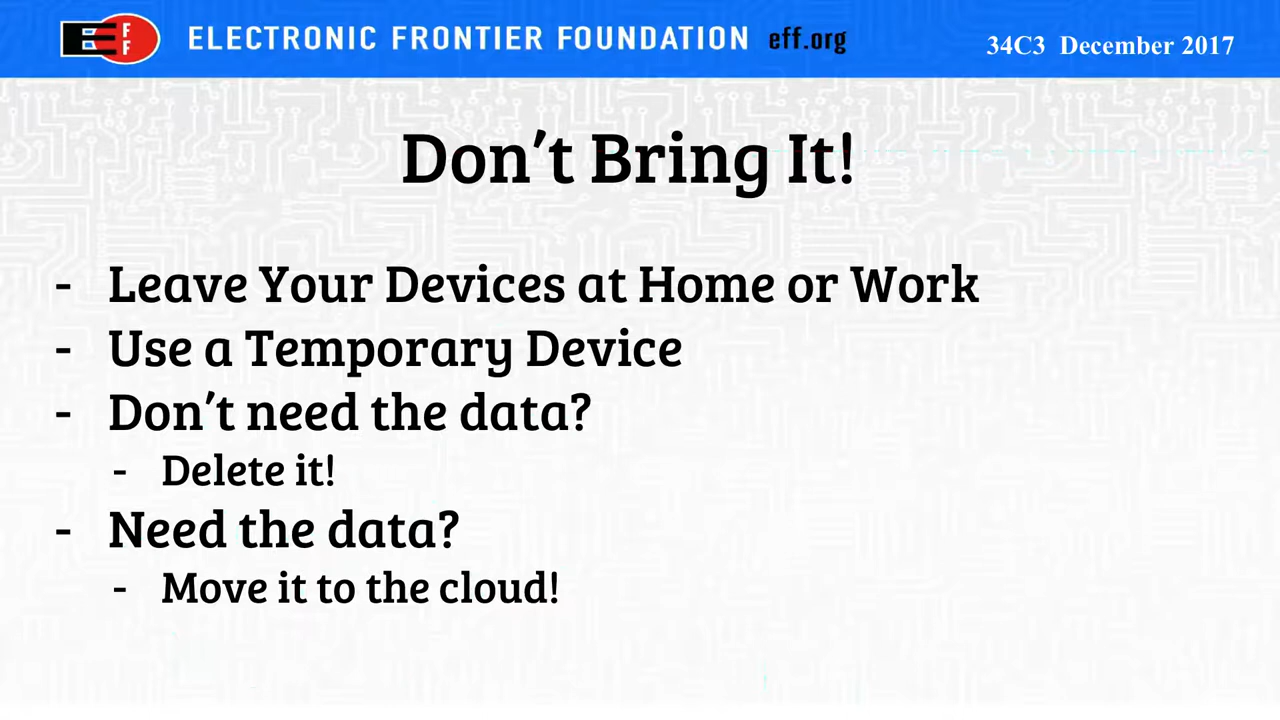 EFF ELECTRONIC FRONTIER FOUNDATION eff.org 34C3 December 2017
Don't Bring It!
- Leave Your Devices at Home or Work
- Use a Temporary Device
- Don't need the data?
- Delete it!
- Need the data?
- Move it to the cloud!